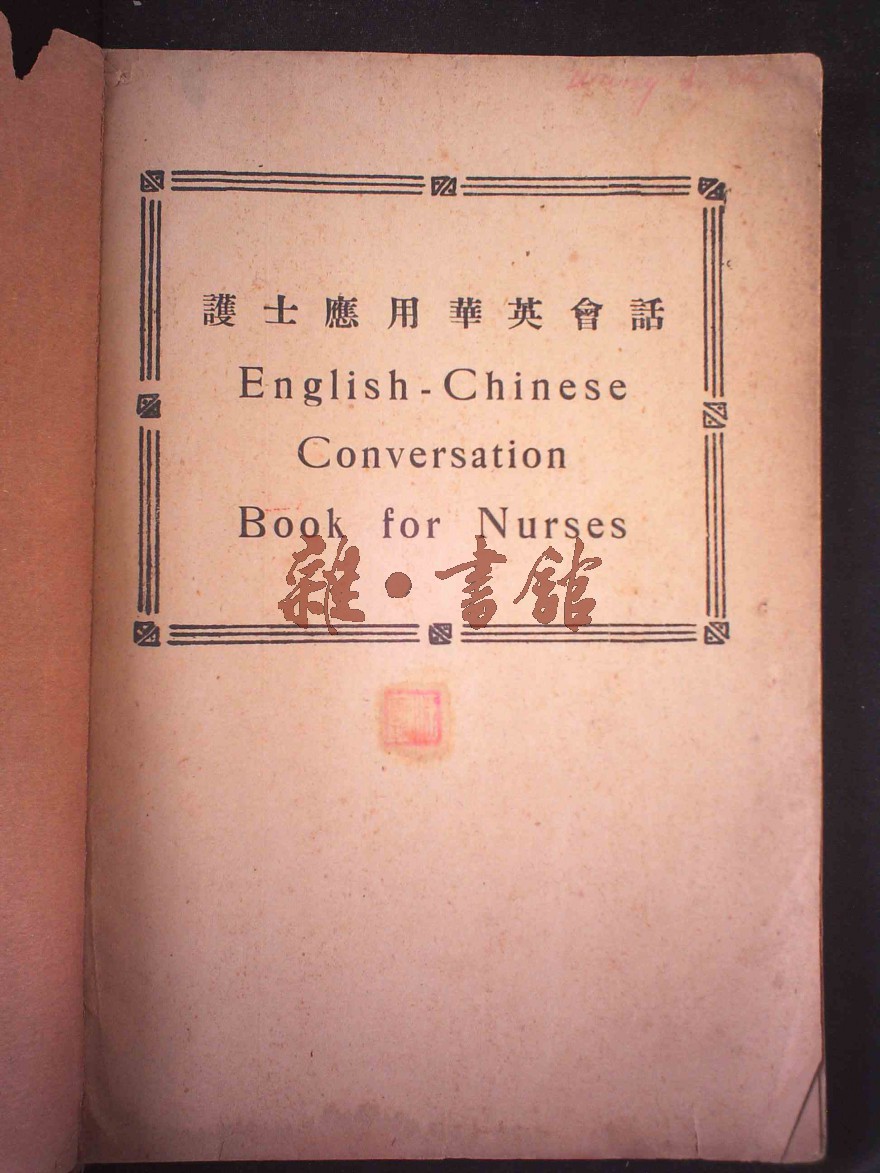 護士應用華英會話
English-Chinese
Conversation
Book for Nurses
雜·書館